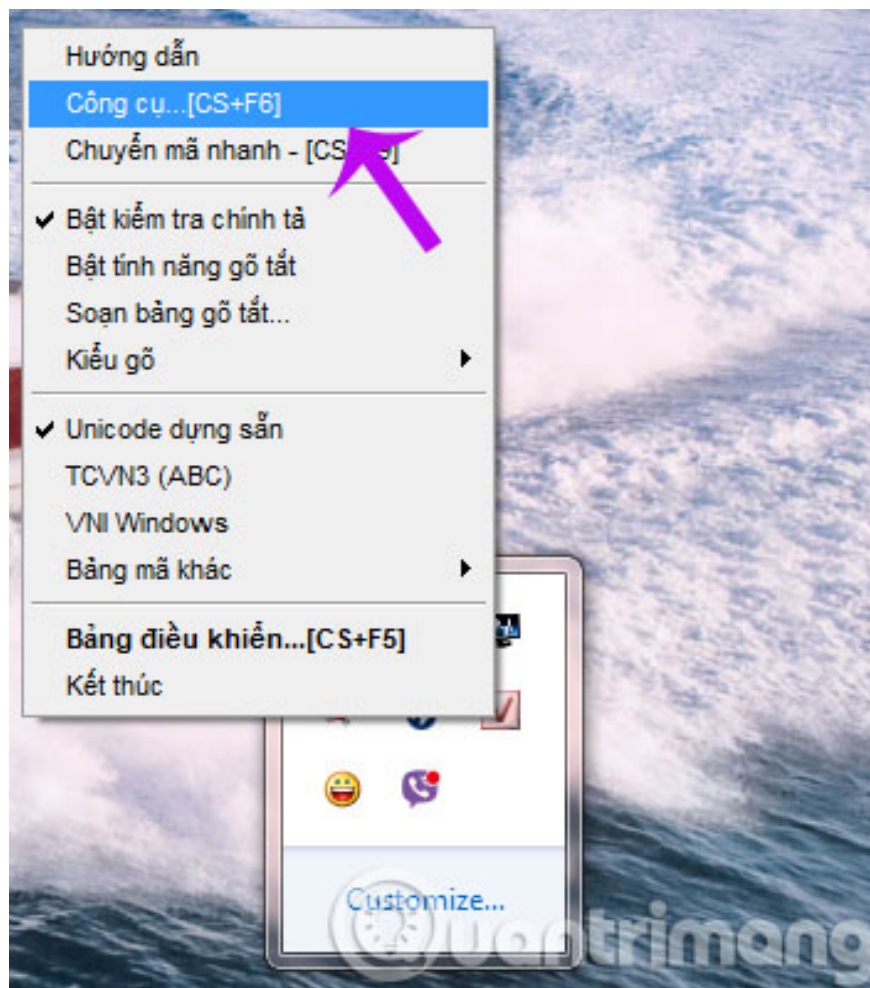 Hướng dẫn
Công cụ...[CS+F6]
Chuyển mã nhanh - [CS
Bật kiểm tra chính tả
Bật tính năng gõ tắt
Soạn bảng gõ tắt...
Kiểu gõ
Unicode dựng sẵn
TCVN3 (ABC)
VNI Windows
Bảng mã khác
Bảng điều khiển...[CS+F5]
Kết thúc
Customize...
Quantrimang